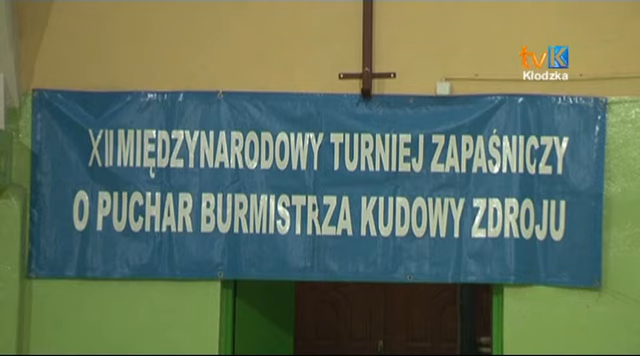 tvK
Kłodzka
XII MIĘDZYNARODOWY TURNIEJ ZAPAŚNICZY
O PUCHAR BURMISTRZA KUDOWY ZDROJU